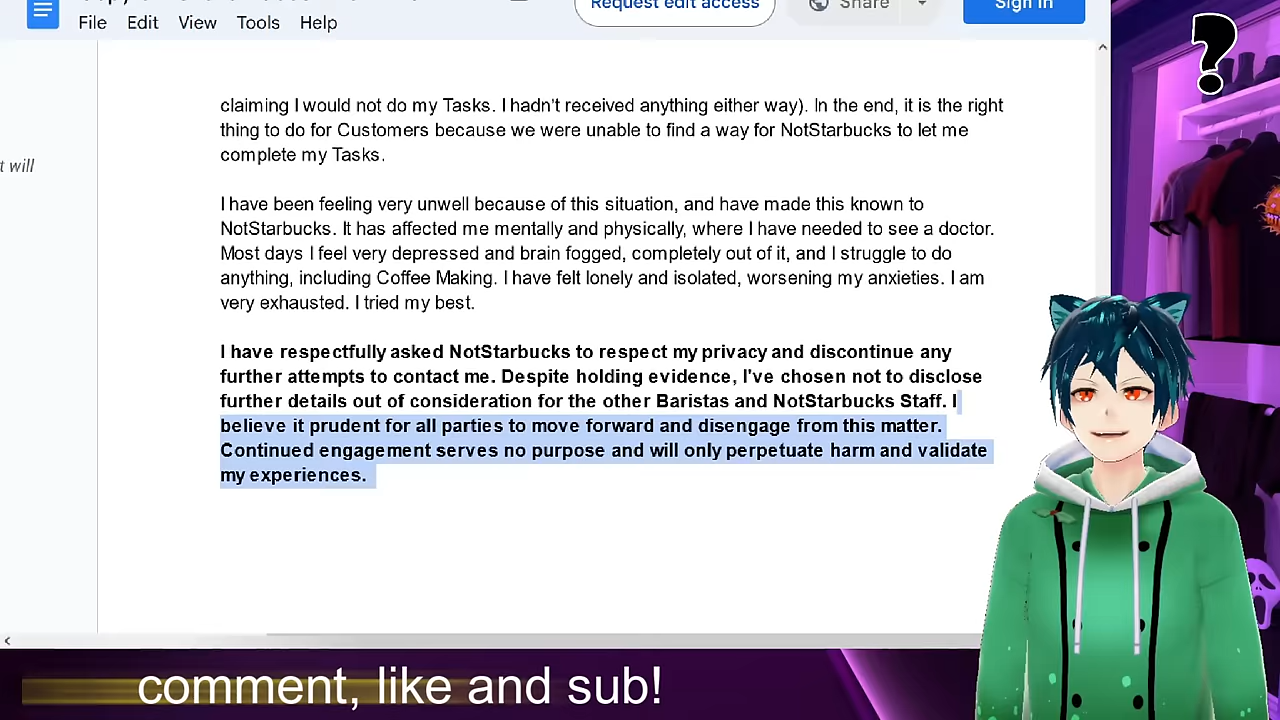 Request edit access
Share
Sign in
File Edit View Tools Help
claiming I would not do my Tasks. I hadn't received anything either way). In the end, it is the right
thing to do for Customers because we were unable to find a way for NotStarbucks to let me
complete my Tasks.
t will
I have been feeling very unwell because of this situation, and have made this known to
NotStarbucks. It has affected me mentally and physically, where I have needed to see a doctor.
Most days I feel very depressed and brain fogged, completely out of it, and I struggle to do
anything, including Coffee Making. I have felt lonely and isolated, worsening my anxieties. I am
very exhausted. I tried my best.
I have respectfully asked NotStarbucks to respect my privacy and discontinue any
further attempts to contact me. Despite holding evidence, I've chosen not to disclose
further details out of consideration for the other Baristas and NotStarbucks Staff. I
believe it prudent for all parties to move forward and disengage from this matter.
Continued engagement serves no purpose and will only perpetuate harm and validate
my experiences.
comment, like and sub!
?